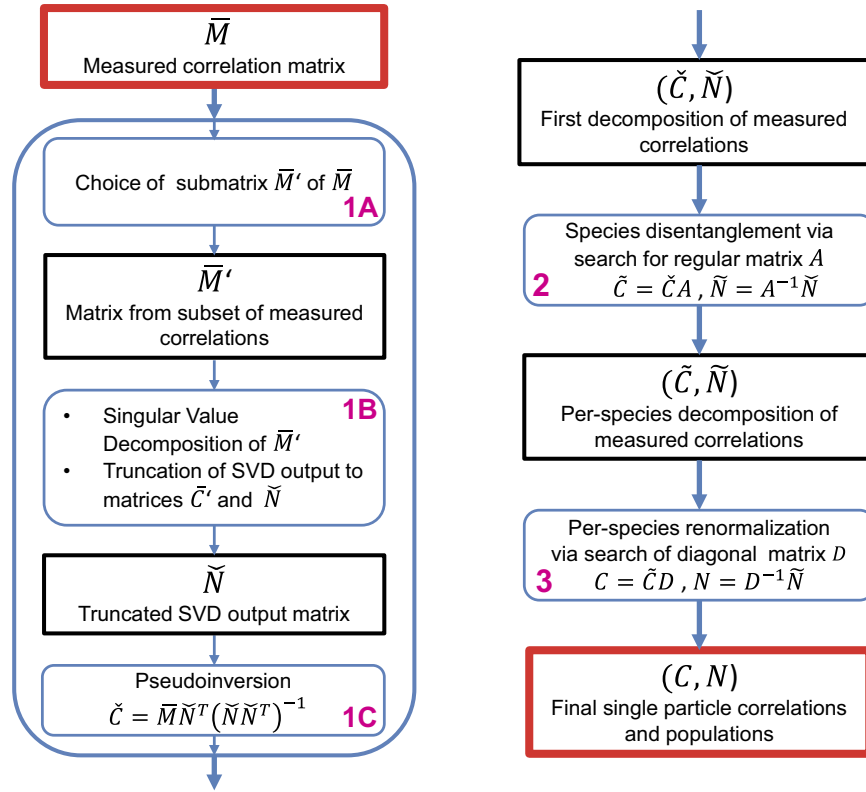 M̅
Measured correlation matrix
Choice of submatrix M̅‘ of M̅
1A
M̅‘
Matrix from subset of measured
correlations
1B
• Singular Value
Decomposition of M̅‘
• Truncation of SVD output to
matrices C̅‘ and N̆
N̆
Truncated SVD output matrix
Pseudoinversion
Č = M̅N̆ᵀ(N̆N̆ᵀ)⁻¹
1C
(Č, N̆)
First decomposition of measured
correlations
Species disentanglement via
search for regular matrix A
2 C̃ = ČA , Ñ = A⁻¹N̆
(C̃, Ñ)
Per-species decomposition of
measured correlations
Per-species renormalization
via search of diagonal matrix D
3 C = C̃D , N = D⁻¹Ñ
(C, N)
Final single particle correlations
and populations